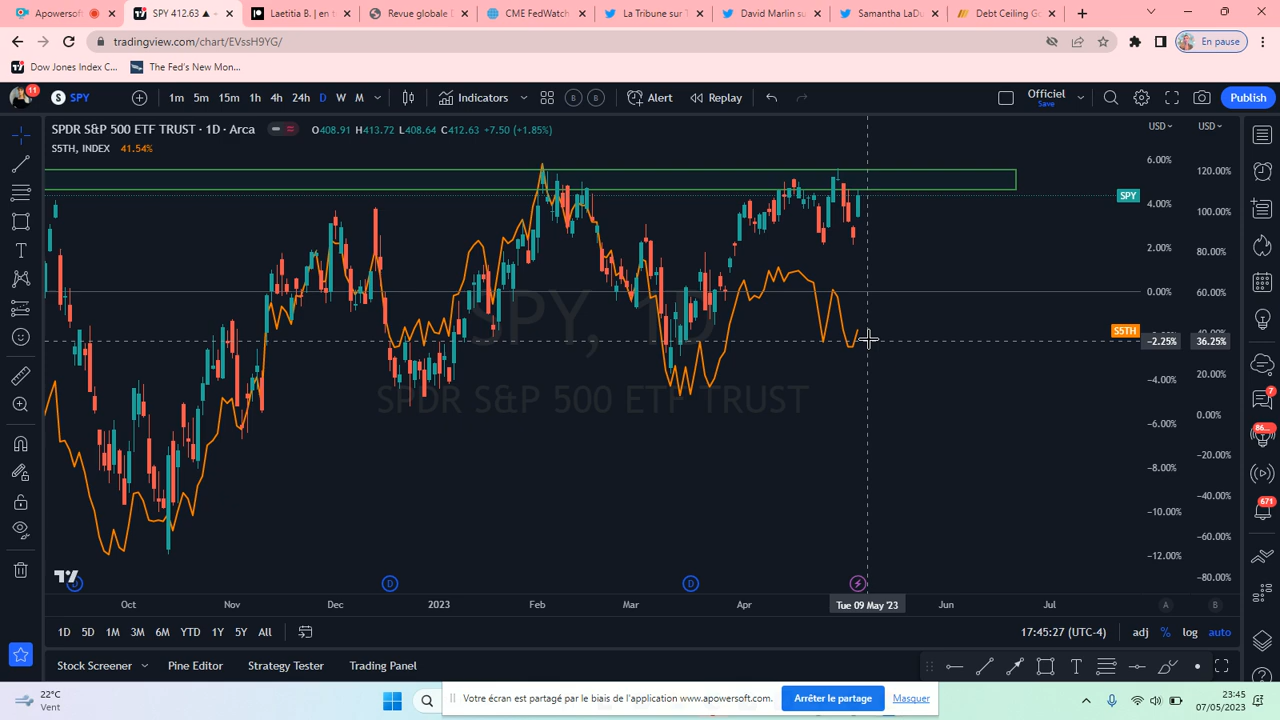 Apowersoft
SPY 412.63 ▲
Laetitia B. | en t
Revue globale
CME FedWatch
La Tribune sur T
David Marlin su
Samantha LaDu
Debt Ceiling Go
tradingview.com/chart/EVssH9YG/
En pause
Dow Jones Index C...
The Fed's New Mon...
11
S SPY
1m 5m 15m 1h 4h 24h D W M
Indicators
B B
Alert
Replay
Officiel
Save
Publish
SPDR S&P 500 ETF TRUST · 1D · Arca
O408.91 H413.72 L408.64 C412.63 +7.50 (+1.85%)
S5TH, INDEX 41.54%
USD
USD
6.00%
120.00%
SPY
4.00%
100.00%
2.00%
80.00%
0.00%
60.00%
S5TH
−2.25%
36.25%
−4.00%
20.00%
−6.00%
0.00%
−8.00%
−20.00%
−10.00%
−40.00%
−12.00%
−60.00%
−80.00%
SPY, 1D
SPDR S&P 500 ETF TRUST
7
86...
671
D
D
D
Oct
Nov
Dec
2023
Feb
Mar
Apr
Tue 09 May '23
Jun
Jul
A
B
1D 5D 1M 3M 6M YTD 1Y 5Y All
17:45:27 (UTC-4)
adj % log auto
Stock Screener
Pine Editor
Strategy Tester
Trading Panel
22°C
Vent
Votre écran est partagé par le biais de l'application www.apowersoft.com.
Arrêter le partage
Masquer
23:45
07/05/2023